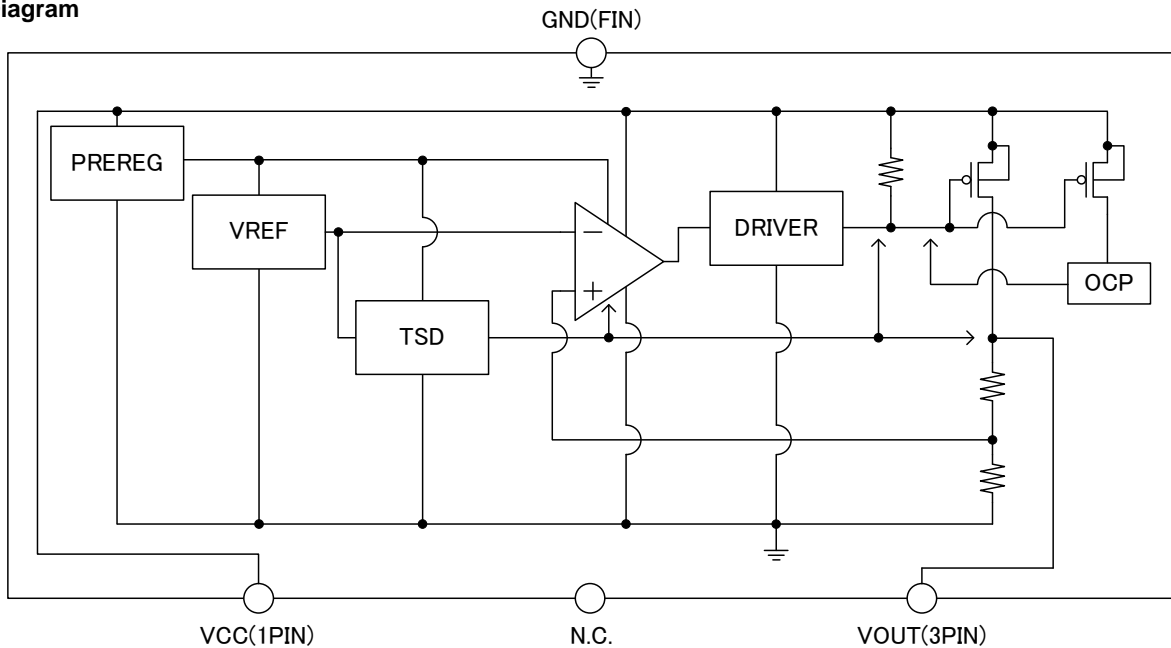 iagram
GND(FIN)
PREREG
VREF
−
DRIVER
+
OCP
TSD
VCC(1PIN)
N.C.
VOUT(3PIN)